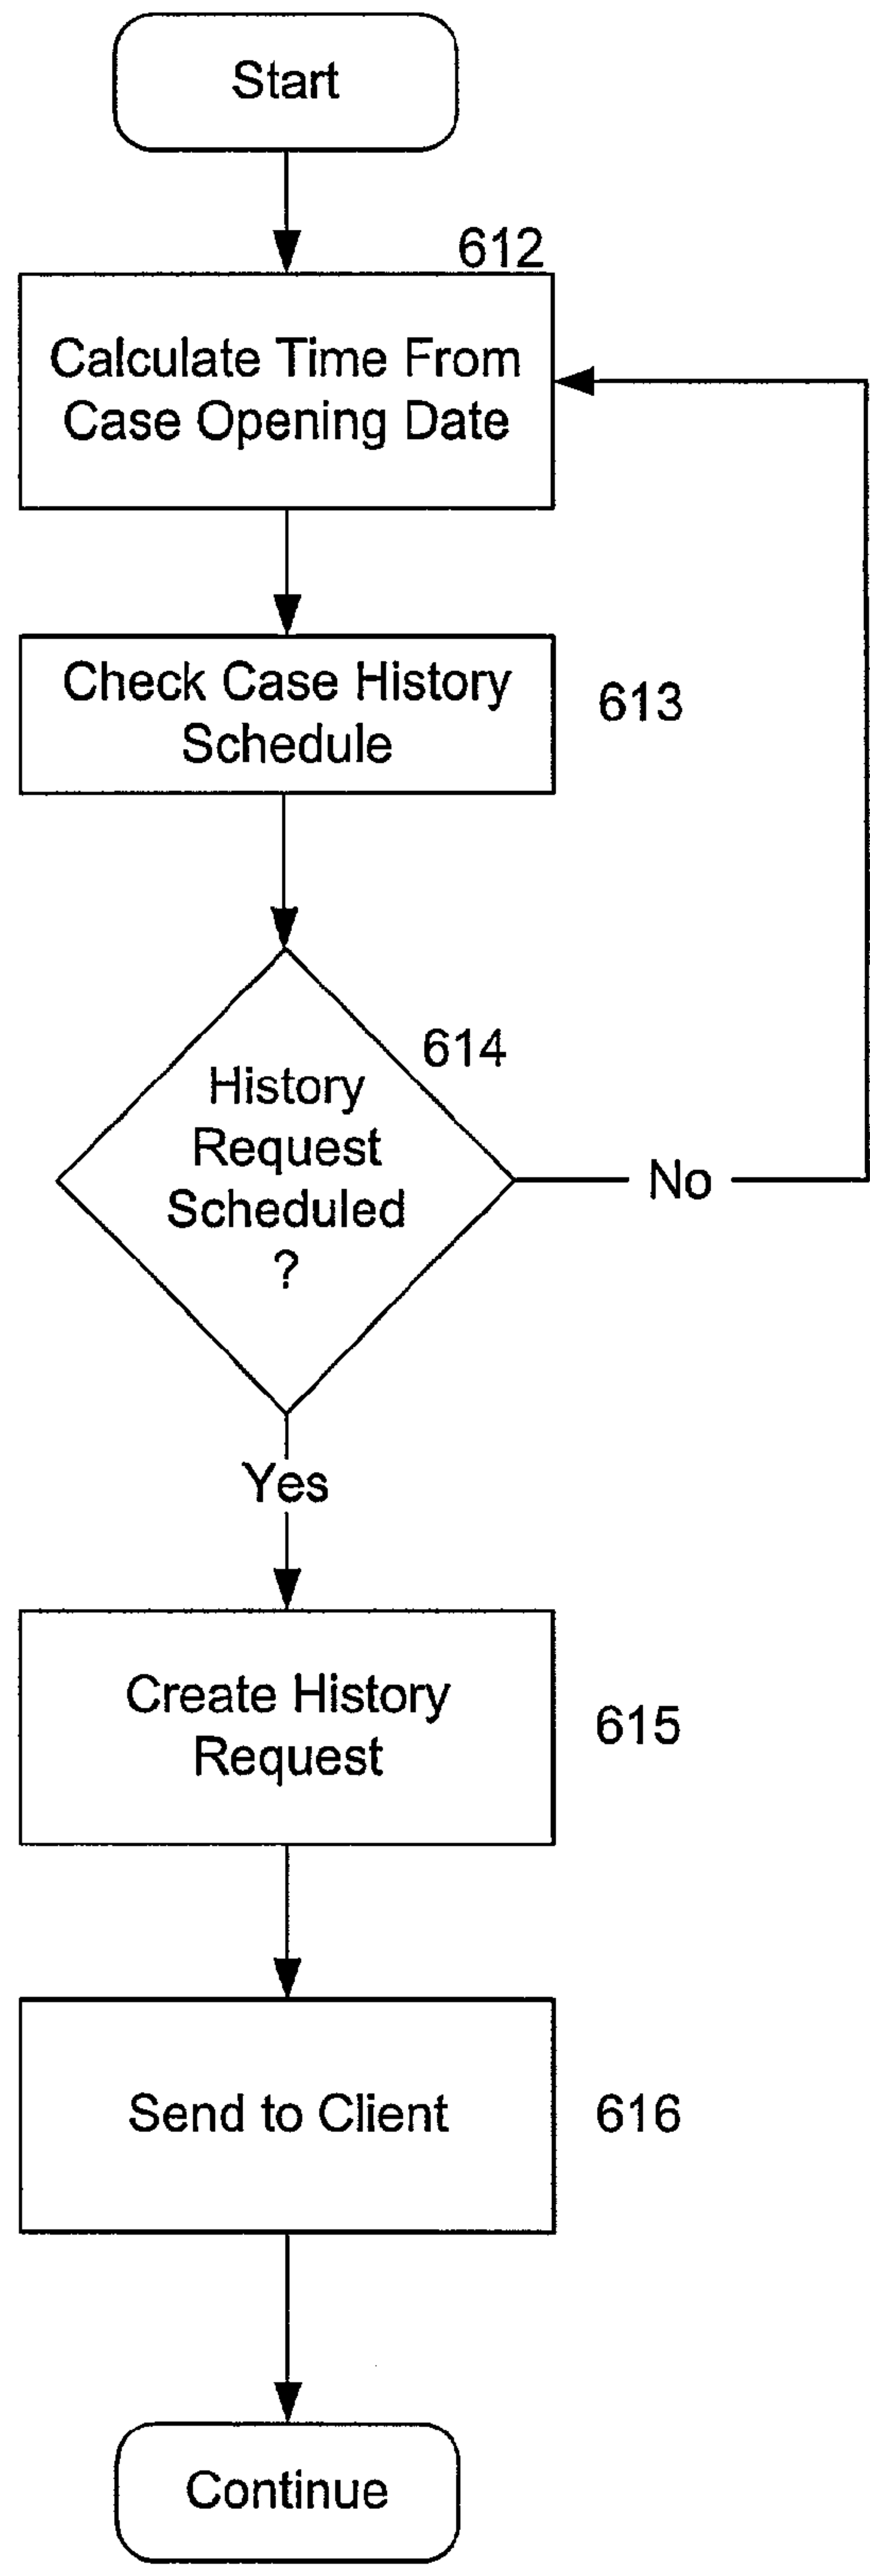 Start
612
Calculate Time From
Case Opening Date
Check Case History
Schedule
613
614
History
Request
Scheduled
?
No
Yes
Create History
Request
615
Send to Client
616
Continue